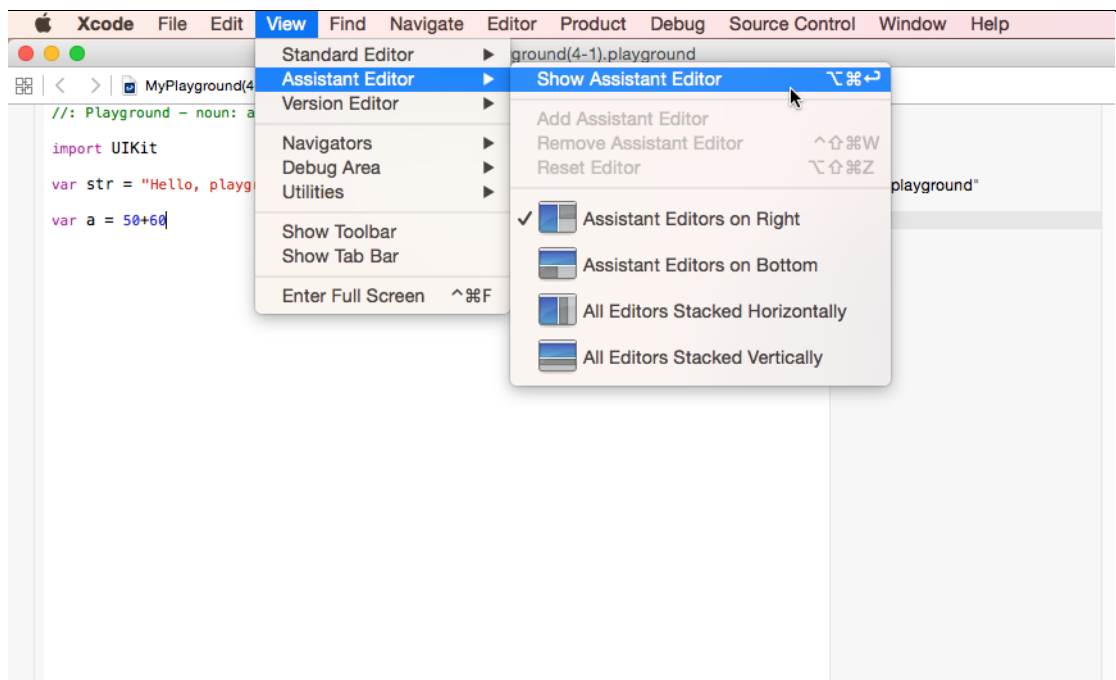 Xcode File Edit View Find Navigate Editor Product Debug Source Control Window Help
ground(4-1).playground
MyPlayground(4
//: Playground – noun: a
import UIKit
var str = "Hello, playg
playground"
var a = 50+60
Standard Editor ▶
Assistant Editor ▶
Version Editor ▶
Navigators ▶
Debug Area ▶
Utilities ▶
Show Toolbar
Show Tab Bar
Enter Full Screen ^⌘F
Show Assistant Editor ⌥⌘↩
Add Assistant Editor
Remove Assistant Editor ^⇧⌘W
Reset Editor ⌥⇧⌘Z
✓ Assistant Editors on Right
Assistant Editors on Bottom
All Editors Stacked Horizontally
All Editors Stacked Vertically